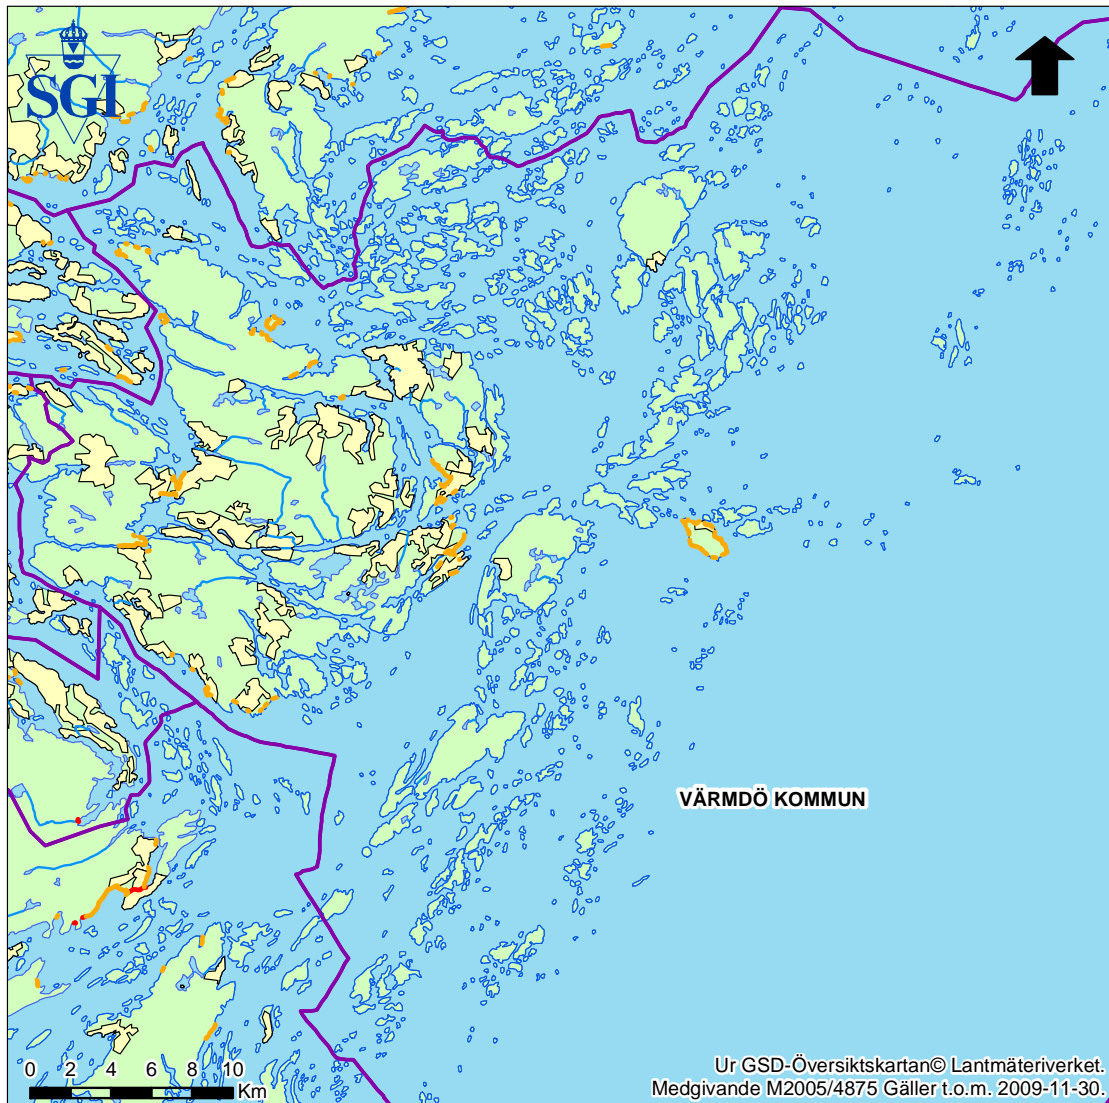 SGI
VÄRMDÖ KOMMUN
0 2 4 6 8 10
Km
Ur GSD-Översiktskartan© Lantmäteriverket.
Medgivande M2005/4875 Gäller t.o.m. 2009-11-30.